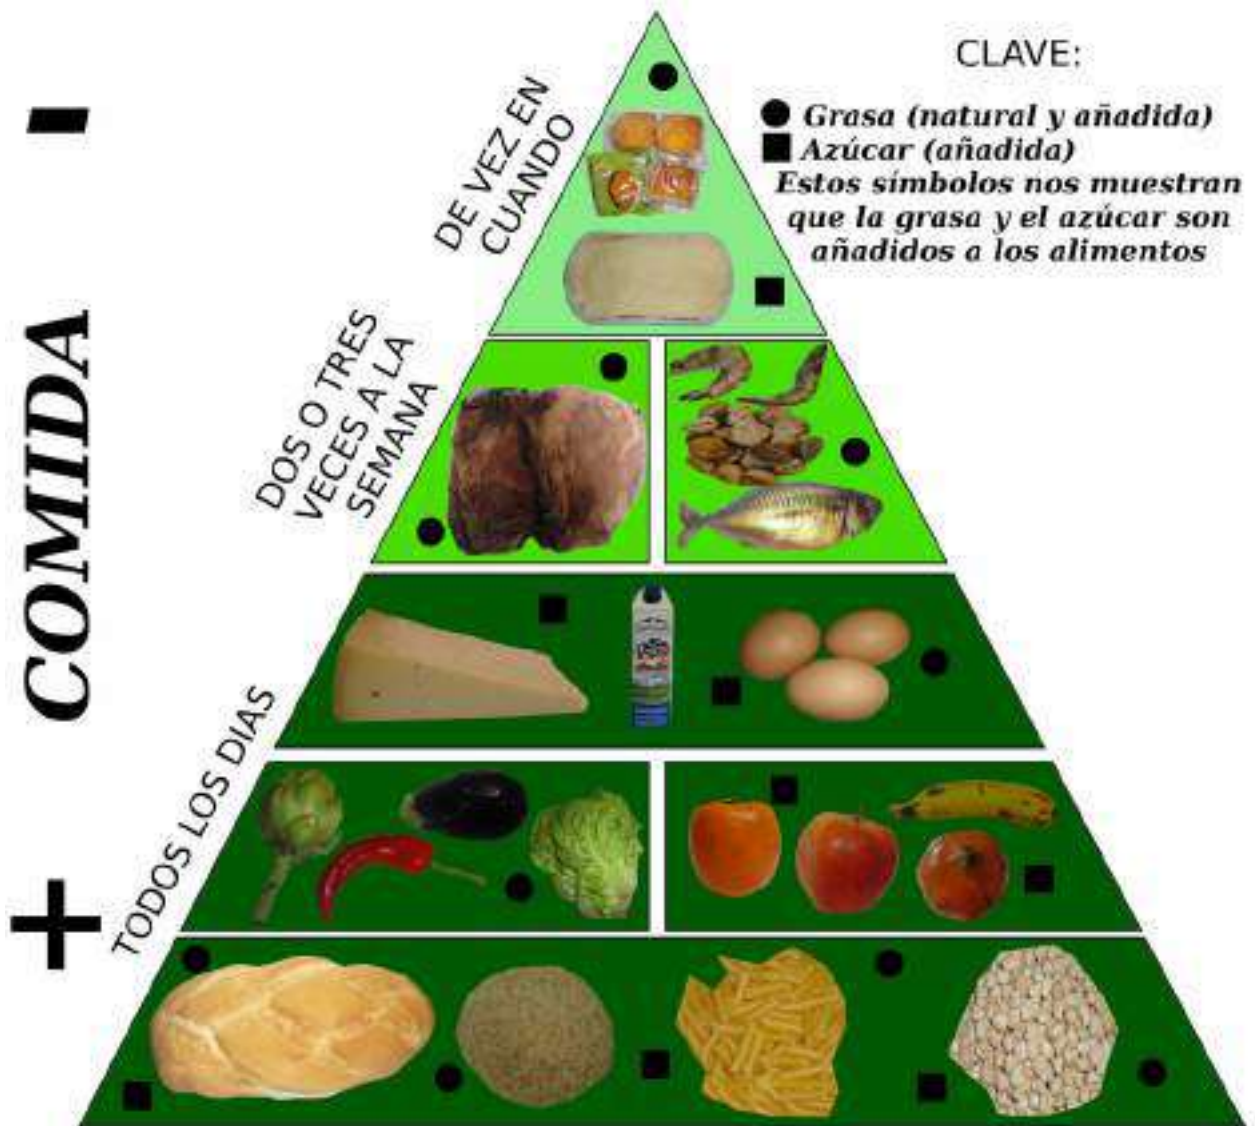 CLAVE:
Grasa (natural y añadida)
Azúcar (añadida)
Estos símbolos nos muestran
que la grasa y el azúcar son
añadidos a los alimentos
DE VEZ EN
CUANDO
DOS O TRES
VECES A LA
SEMANA
TODOS LOS DIAS
- COMIDA +